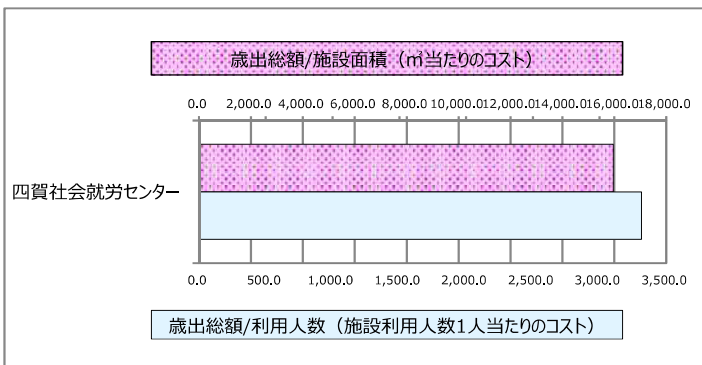 歳出総額/施設面積（㎡当たりのコスト）
0.0 2,000.0 4,000.0 6,000.0 8,000.0 10,000.0 12,000.0 14,000.0 16,000.0 18,000.0
四賀社会就労センター
0.0 500.0 1,000.0 1,500.0 2,000.0 2,500.0 3,000.0 3,500.0
歳出総額/利用人数（施設利用人数1人当たりのコスト）